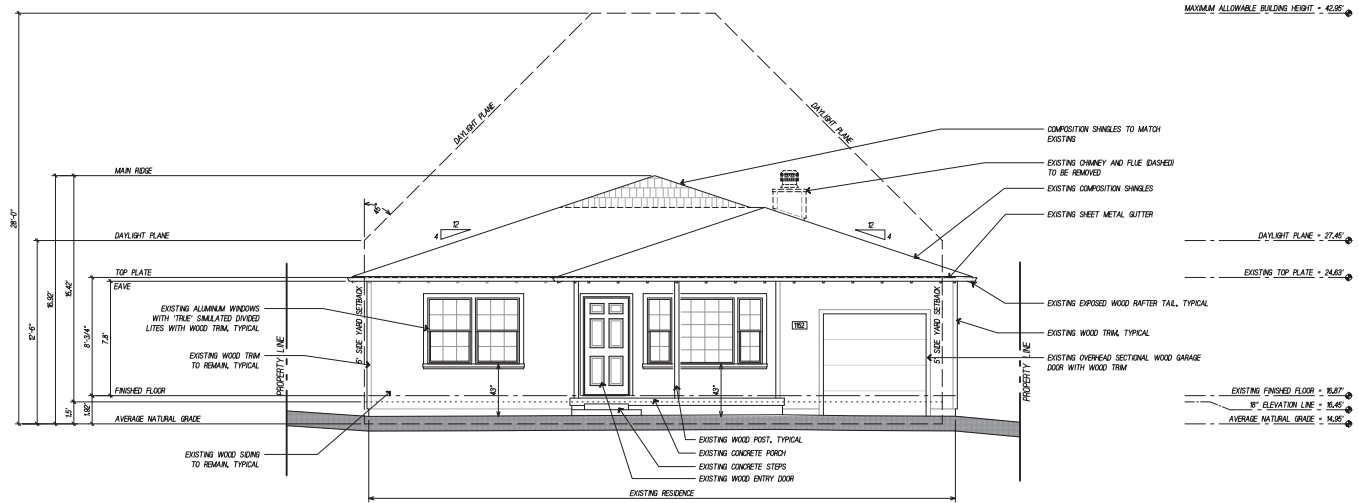 MAXIMUM ALLOWABLE BUILDING HEIGHT = 42.95'
DAYLIGHT PLANE
DAYLIGHT PLANE
COMPOSITION SHINGLES TO MATCH
EXISTING
MAIN RIDGE
EXISTING CHIMNEY AND FLUE (DASHED)
TO BE REMOVED
EXISTING COMPOSITION SHINGLES
45°
28'-0"
EXISTING SHEET METAL GUTTER
12
4
12
4
DAYLIGHT PLANE
DAYLIGHT PLANE = 27.45'
TOP PLATE
EXISTING TOP PLATE = 24.63'
EAVE
16.92'
15.42'
12'-6"
8'-3/4"
7.8'
EXISTING ALUMINUM WINDOWS
WITH 'TRUE' SIMULATED DIVIDED
LITES WITH WOOD TRIM, TYPICAL
EXISTING WOOD TRIM
TO REMAIN, TYPICAL
PROPERTY LINE
5' SIDE YARD SETBACK
1152
5' SIDE YARD SETBACK
PROPERTY LINE
EXISTING EXPOSED WOOD RAFTER TAIL, TYPICAL
EXISTING WOOD TRIM, TYPICAL
EXISTING OVERHEAD SECTIONAL WOOD GARAGE
DOOR WITH WOOD TRIM
43"
43"
FINISHED FLOOR
EXISTING FINISHED FLOOR = 16.87'
1.5'
1.92'
18" ELEVATION LINE = 16.45'
AVERAGE NATURAL GRADE
AVERAGE NATURAL GRADE = 14.95'
EXISTING WOOD SIDING
TO REMAIN, TYPICAL
EXISTING WOOD POST, TYPICAL
EXISTING CONCRETE PORCH
EXISTING CONCRETE STEPS
EXISTING WOOD ENTRY DOOR
EXISTING RESIDENCE